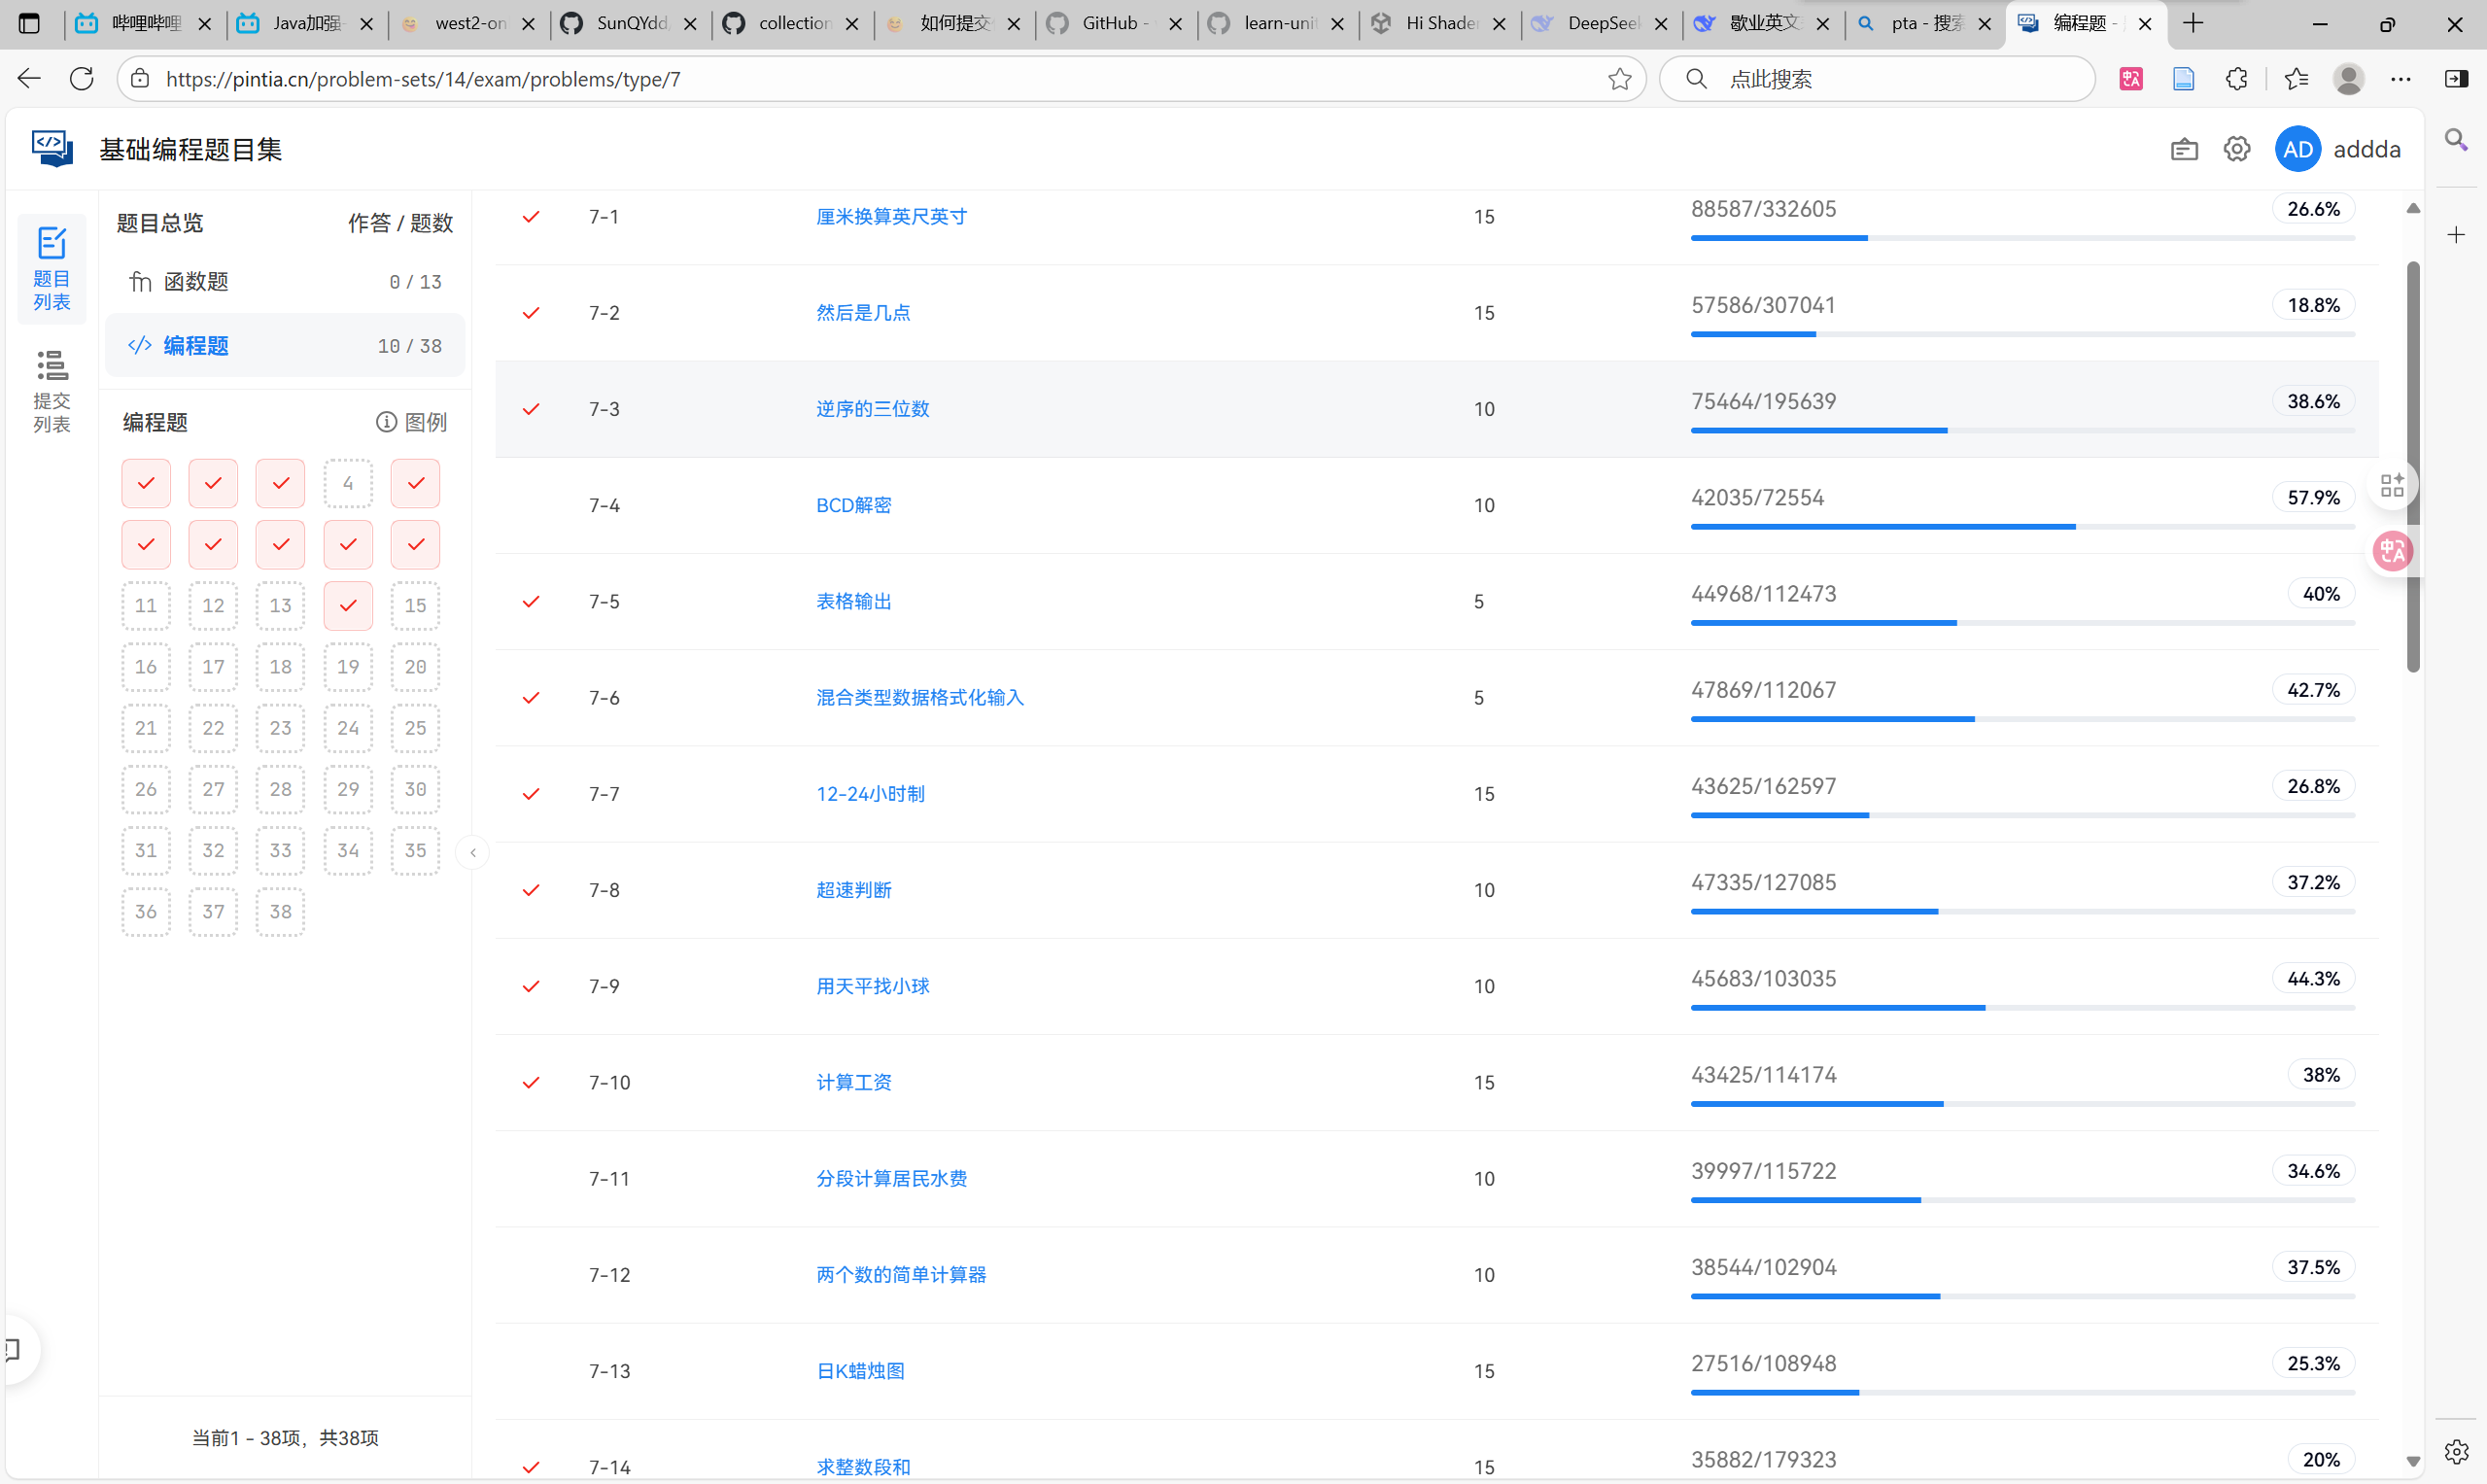 哔哩哔哩
Java加强-
west2-on
SunQYdd
collection
如何提交
GitHub -
learn-unit
Hi Shader
DeepSeek
歇业英文
pta - 搜索
编程题 -
https://pintia.cn/problem-sets/14/exam/problems/type/7
点此搜索
基础编程题目集
AD addda
题目列表
提交列表
题目总览 作答 / 题数
函数题 0 / 13
编程题 10 / 38
编程题 图例
4
11 12 13 15
16 17 18 19 20
21 22 23 24 25
26 27 28 29 30
31 32 33 34 35
36 37 38
当前1 - 38项，共38项
7-1 厘米换算英尺英寸 15 88587/332605 26.6%
7-2 然后是几点 15 57586/307041 18.8%
7-3 逆序的三位数 10 75464/195639 38.6%
7-4 BCD解密 10 42035/72554 57.9%
7-5 表格输出 5 44968/112473 40%
7-6 混合类型数据格式化输入 5 47869/112067 42.7%
7-7 12-24小时制 15 43625/162597 26.8%
7-8 超速判断 10 47335/127085 37.2%
7-9 用天平找小球 10 45683/103035 44.3%
7-10 计算工资 15 43425/114174 38%
7-11 分段计算居民水费 10 39997/115722 34.6%
7-12 两个数的简单计算器 10 38544/102904 37.5%
7-13 日K蜡烛图 15 27516/108948 25.3%
7-14 求整数段和 15 35882/179323 20%